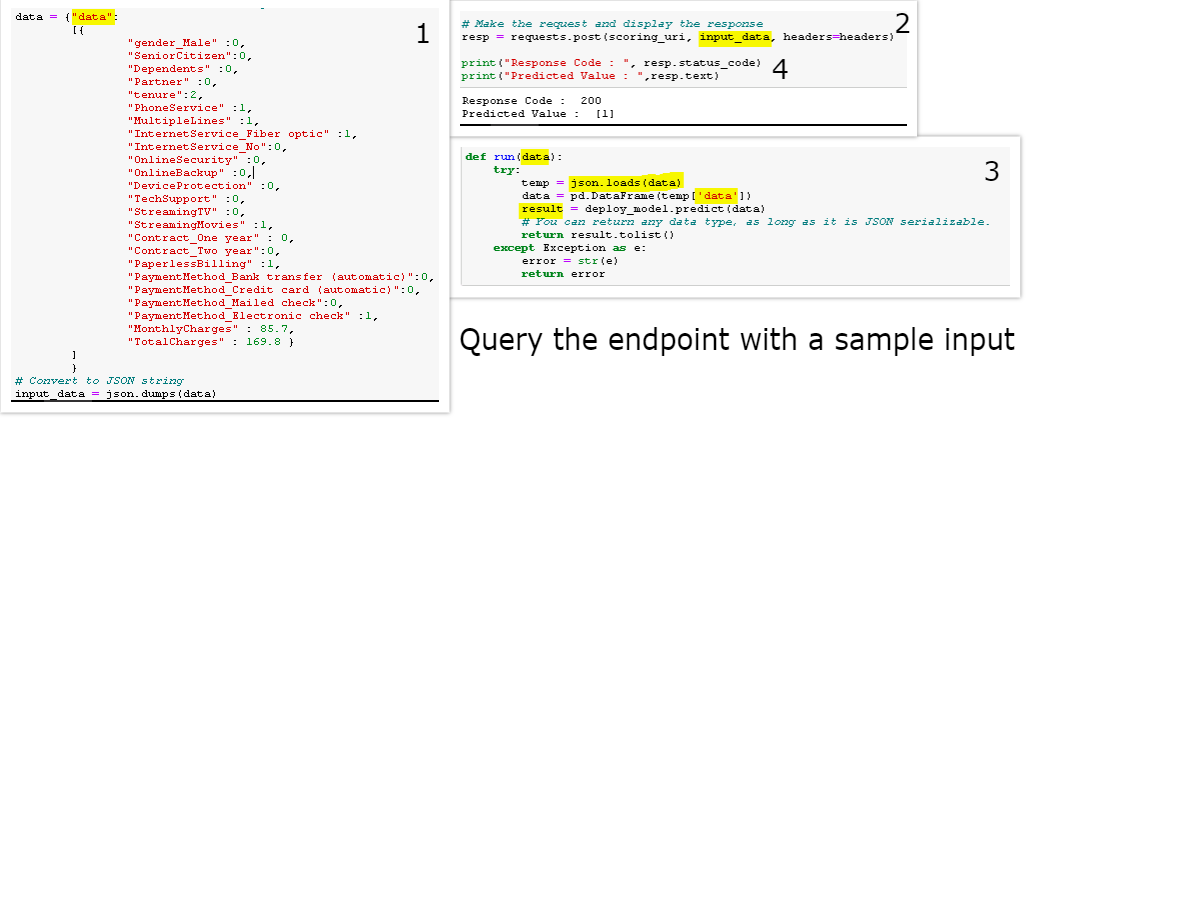 data = {"data":
[{
"gender_Male" :0,
"SeniorCitizen":0,
"Dependents" :0,
"Partner" :0,
"tenure":2,
"PhoneService" :1,
"MultipleLines" :1,
"InternetService_Fiber optic" :1,
"InternetService_No":0,
"OnlineSecurity" :0,
"OnlineBackup" :0,
"DeviceProtection" :0,
"TechSupport" :0,
"StreamingTV" :0,
"StreamingMovies" :1,
"Contract_One year" : 0,
"Contract_Two year":0,
"PaperlessBilling" :1,
"PaymentMethod_Bank transfer (automatic)":0,
"PaymentMethod_Credit card (automatic)":0,
"PaymentMethod_Mailed check":0,
"PaymentMethod_Electronic check" :1,
"MonthlyCharges" : 85.7,
"TotalCharges" : 169.8 }
]
}
# Convert to JSON string
input_data = json.dumps(data)
1
# Make the request and display the response
resp = requests.post(scoring_uri, input_data, headers=headers)
2
print("Response Code : ", resp.status_code)
print("Predicted Value : ",resp.text)
4
Response Code :  200
Predicted Value :  [1]
def run(data):
try:
temp = json.loads(data)
data = pd.DataFrame(temp['data'])
result = deploy_model.predict(data)
# You can return any data type, as long as it is JSON serializable.
return result.tolist()
except Exception as e:
error = str(e)
return error
3
Query the endpoint with a sample input